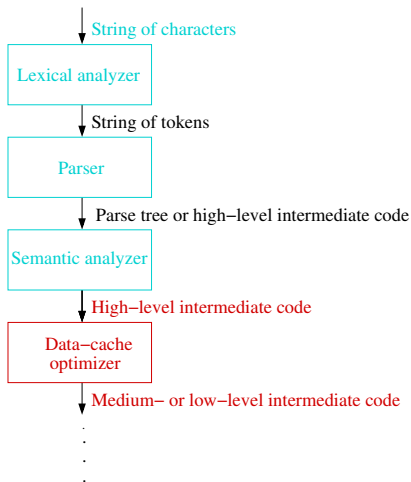 String of characters
Lexical analyzer
String of tokens
Parser
Parse tree or high−level intermediate code
Semantic analyzer
High−level intermediate code
Data−cache
optimizer
Medium− or low−level intermediate code